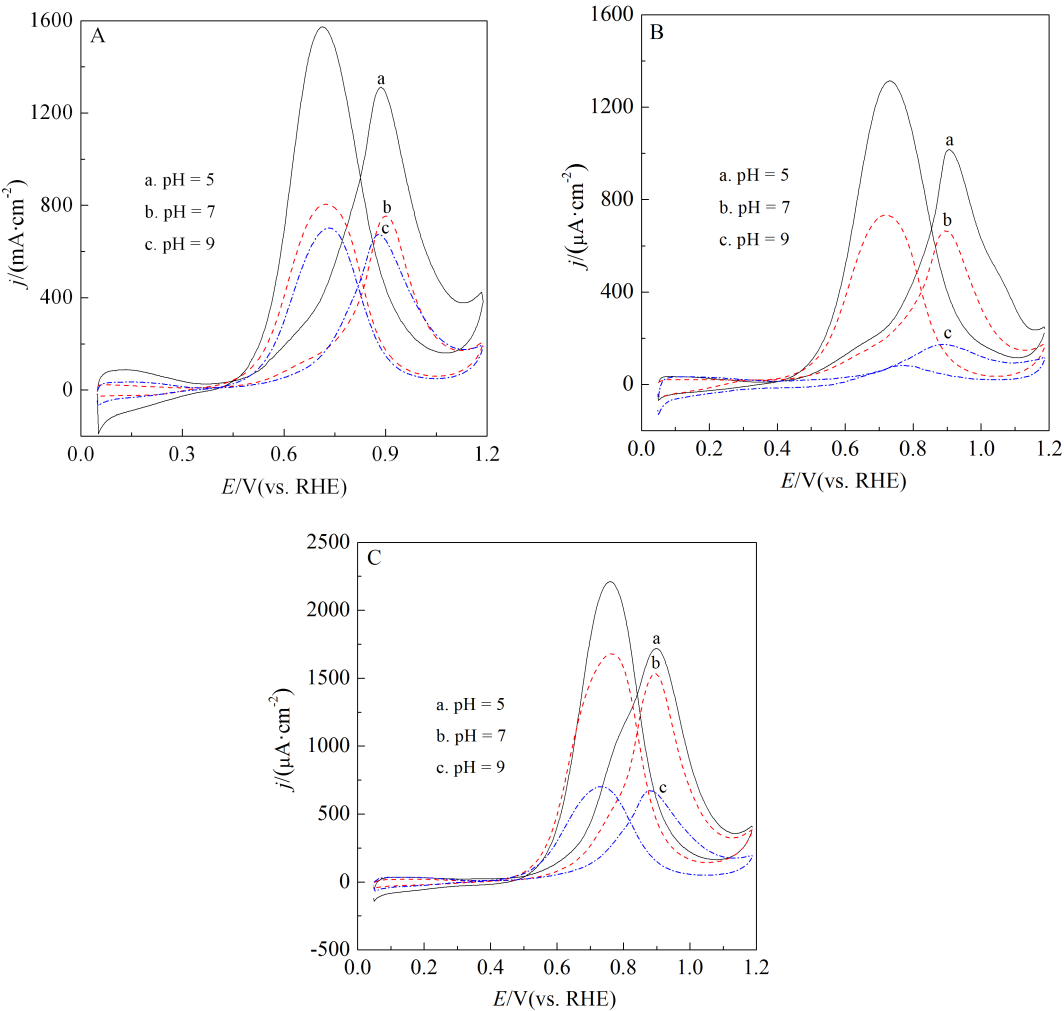 A
1600
1200
800
400
0
j/(mA·cm⁻²)
a
b
c
a. pH = 5
b. pH = 7
c. pH = 9
0.0 0.3 0.6 0.9 1.2
E/V(vs. RHE)
B
1600
1200
800
400
0
j/(μA·cm⁻²)
a
b
c
a. pH = 5
b. pH = 7
c. pH = 9
0.0 0.2 0.4 0.6 0.8 1.0 1.2
E/V(vs. RHE)
C
2500
2000
1500
1000
500
0
-500
j/(μA·cm⁻²)
a
b
c
a. pH = 5
b. pH = 7
c. pH = 9
0.0 0.2 0.4 0.6 0.8 1.0 1.2
E/V(vs. RHE)